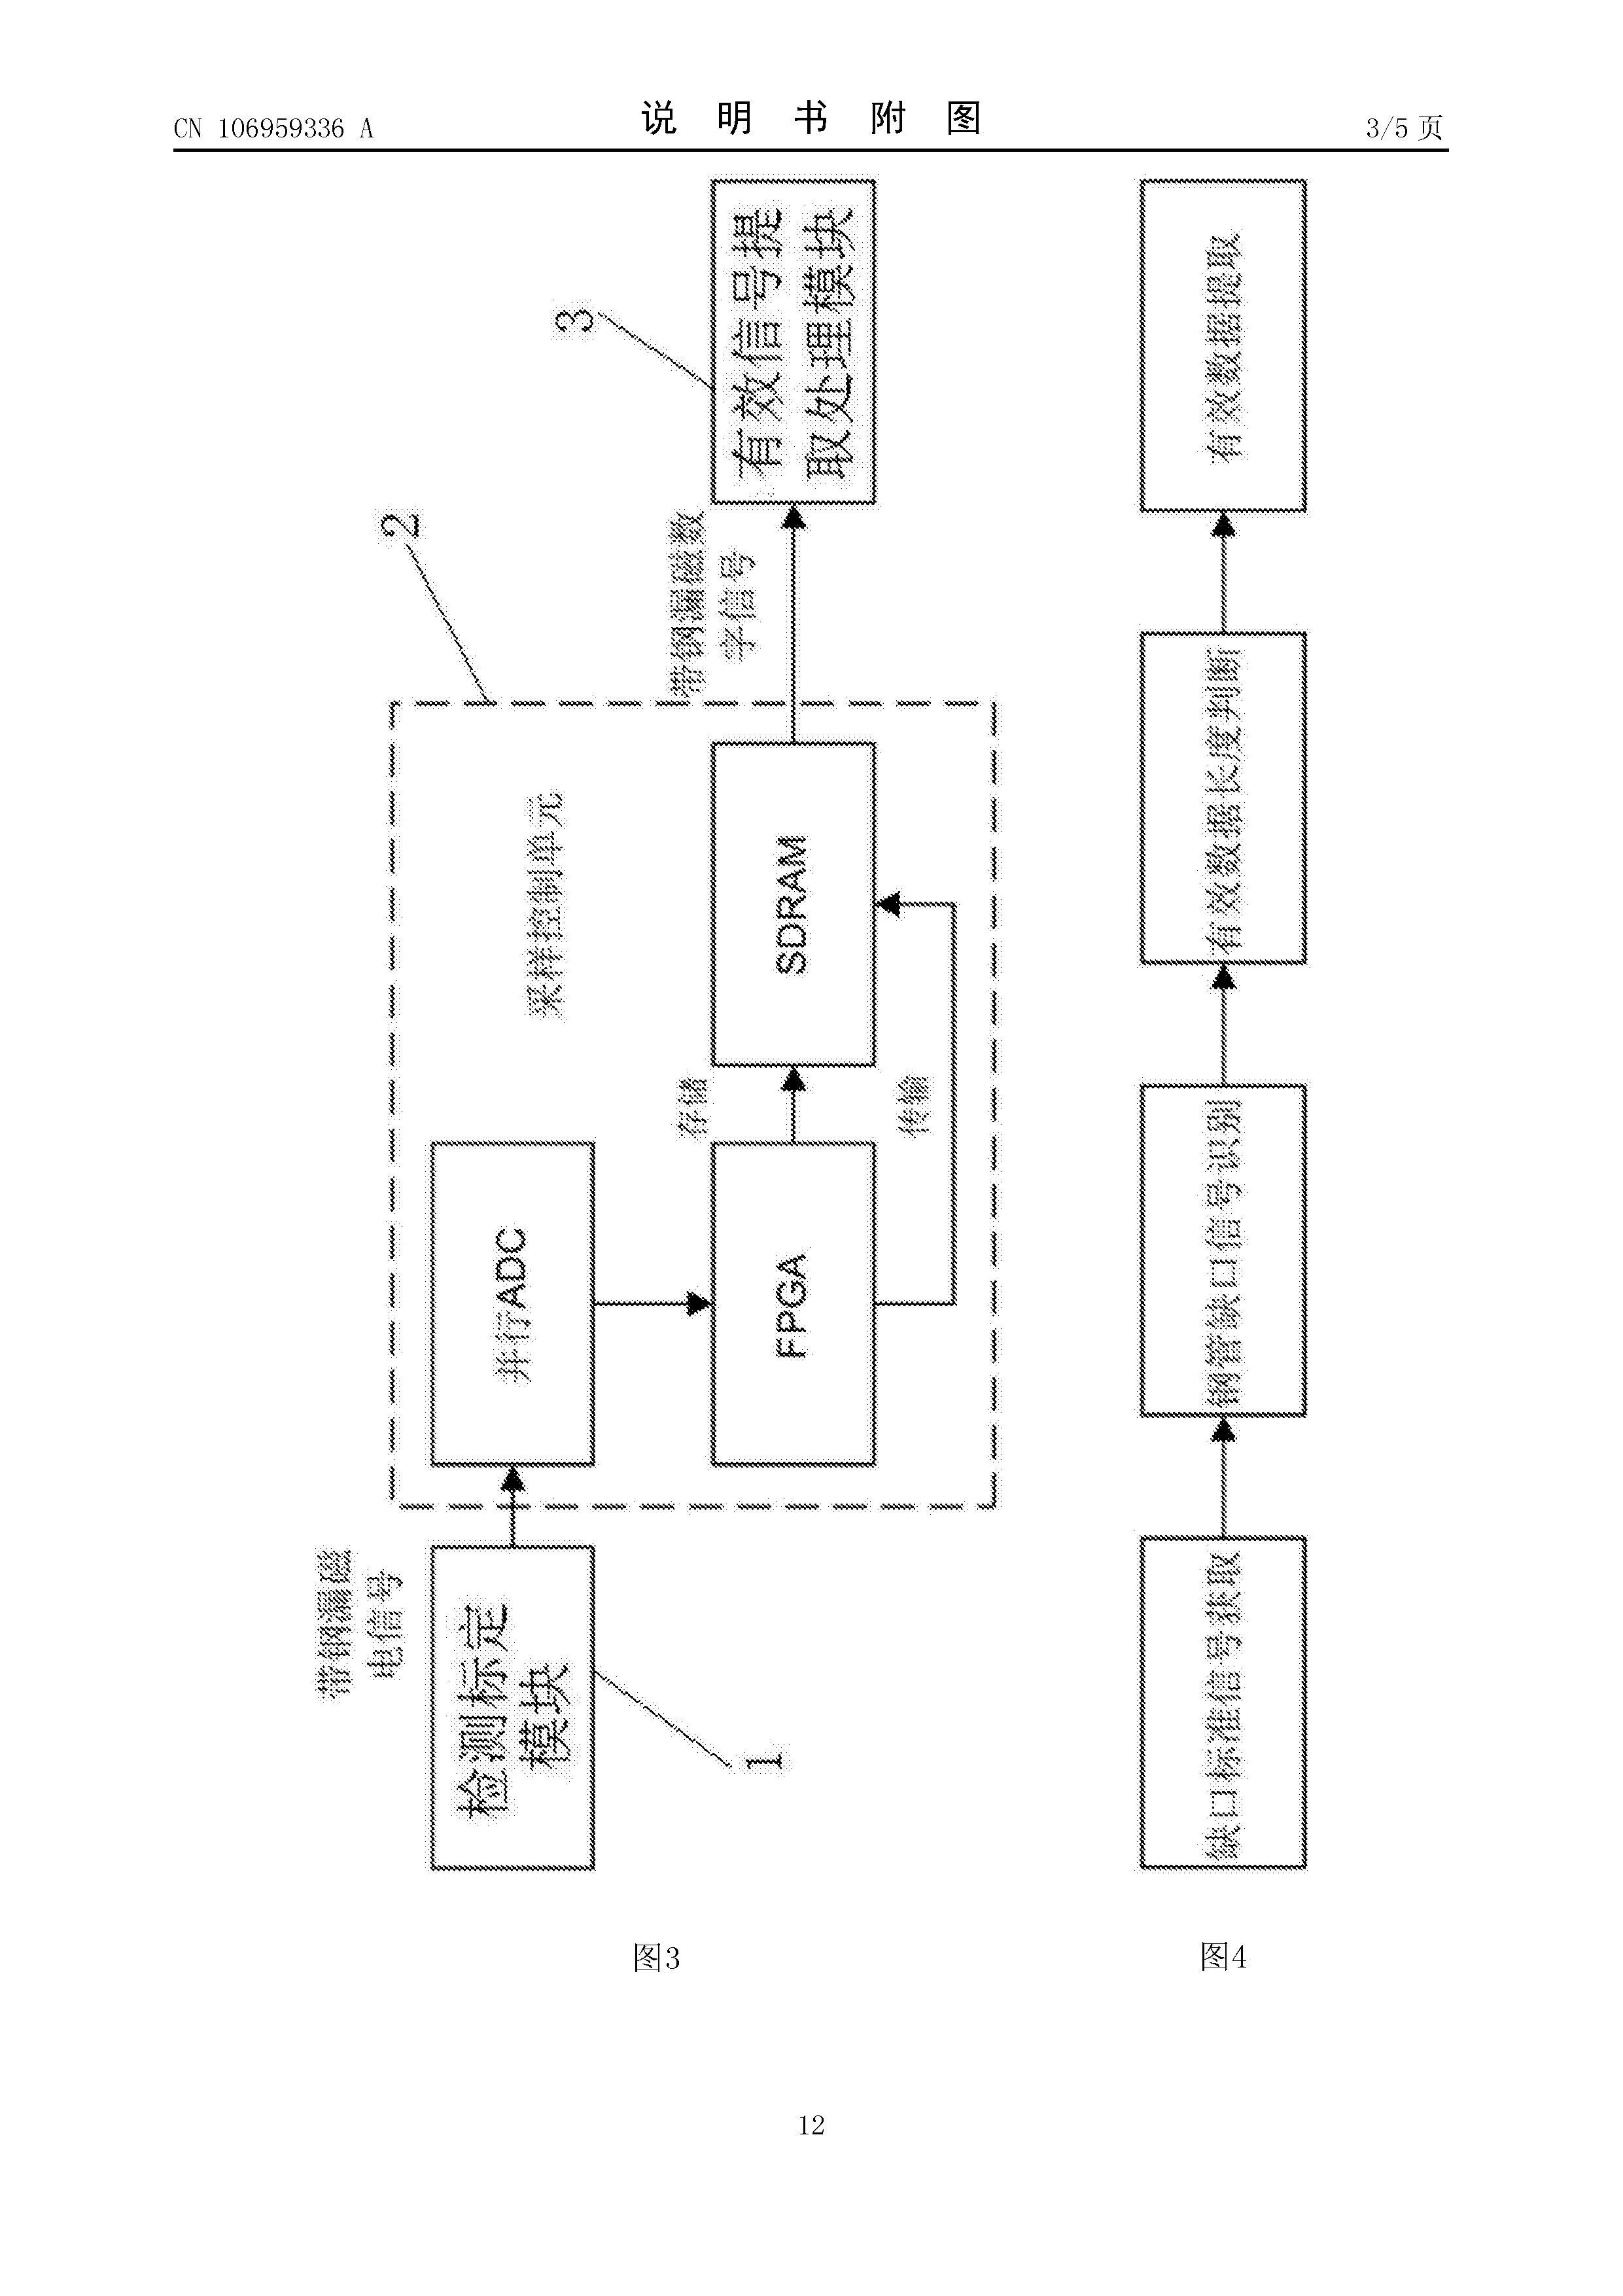 CN 106959336 A
说明书附图
3/5 页
带钢漏磁
电信号
检测标定
模块
1
2
采样控制单元
并行ADC
FPGA
存储
传输
SDRAM
带钢漏磁数
字信号
3
有效信号提
取处理模块
图3
缺口标准信号获取
钢管缺口信号识别
有效数据长度判断
有效数据提取
图4
12